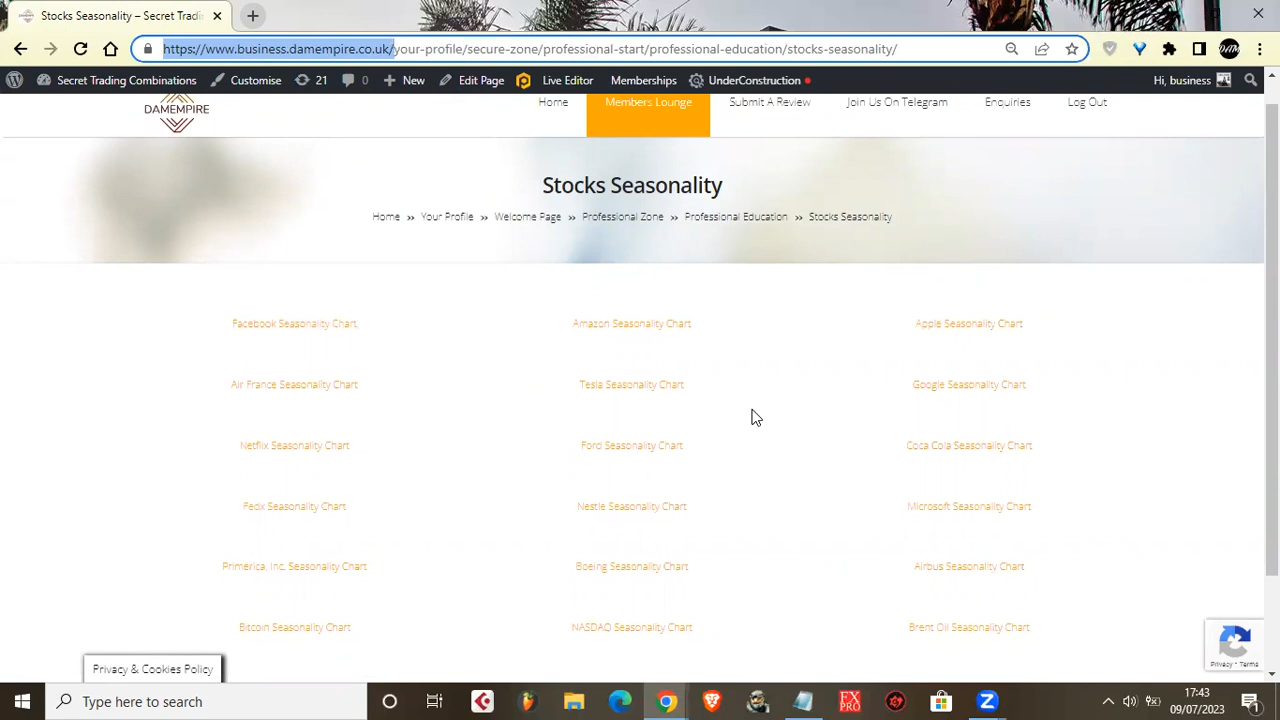 Stocks Seasonality – Secret Tradi
https://www.business.damempire.co.uk/your-profile/secure-zone/professional-start/professional-education/stocks-seasonality/
Secret Trading Combinations Customise 21 0 New Edit Page Live Editor Memberships UnderConstruction Hi, business
DAMEMPIRE
Home Members Lounge Submit A Review Join Us On Telegram Enquiries Log Out
Stocks Seasonality
Home » Your Profile » Welcome Page » Professional Zone » Professional Education » Stocks Seasonality
Facebook Seasonality Chart Amazon Seasonality Chart Apple Seasonality Chart
Air France Seasonality Chart Tesla Seasonality Chart Google Seasonality Chart
Netflix Seasonality Chart Ford Seasonality Chart Coca Cola Seasonality Chart
Fedx Seasonality Chart Nestle Seasonality Chart Microsoft Seasonality Chart
Primerica, Inc. Seasonality Chart Boeing Seasonality Chart Airbus Seasonality Chart
Bitcoin Seasonality Chart NASDAQ Seasonality Chart Brent Oil Seasonality Chart
Privacy & Cookies Policy
Privacy - Terms
Type here to search
FX
PRO
17:43
09/07/2023
1